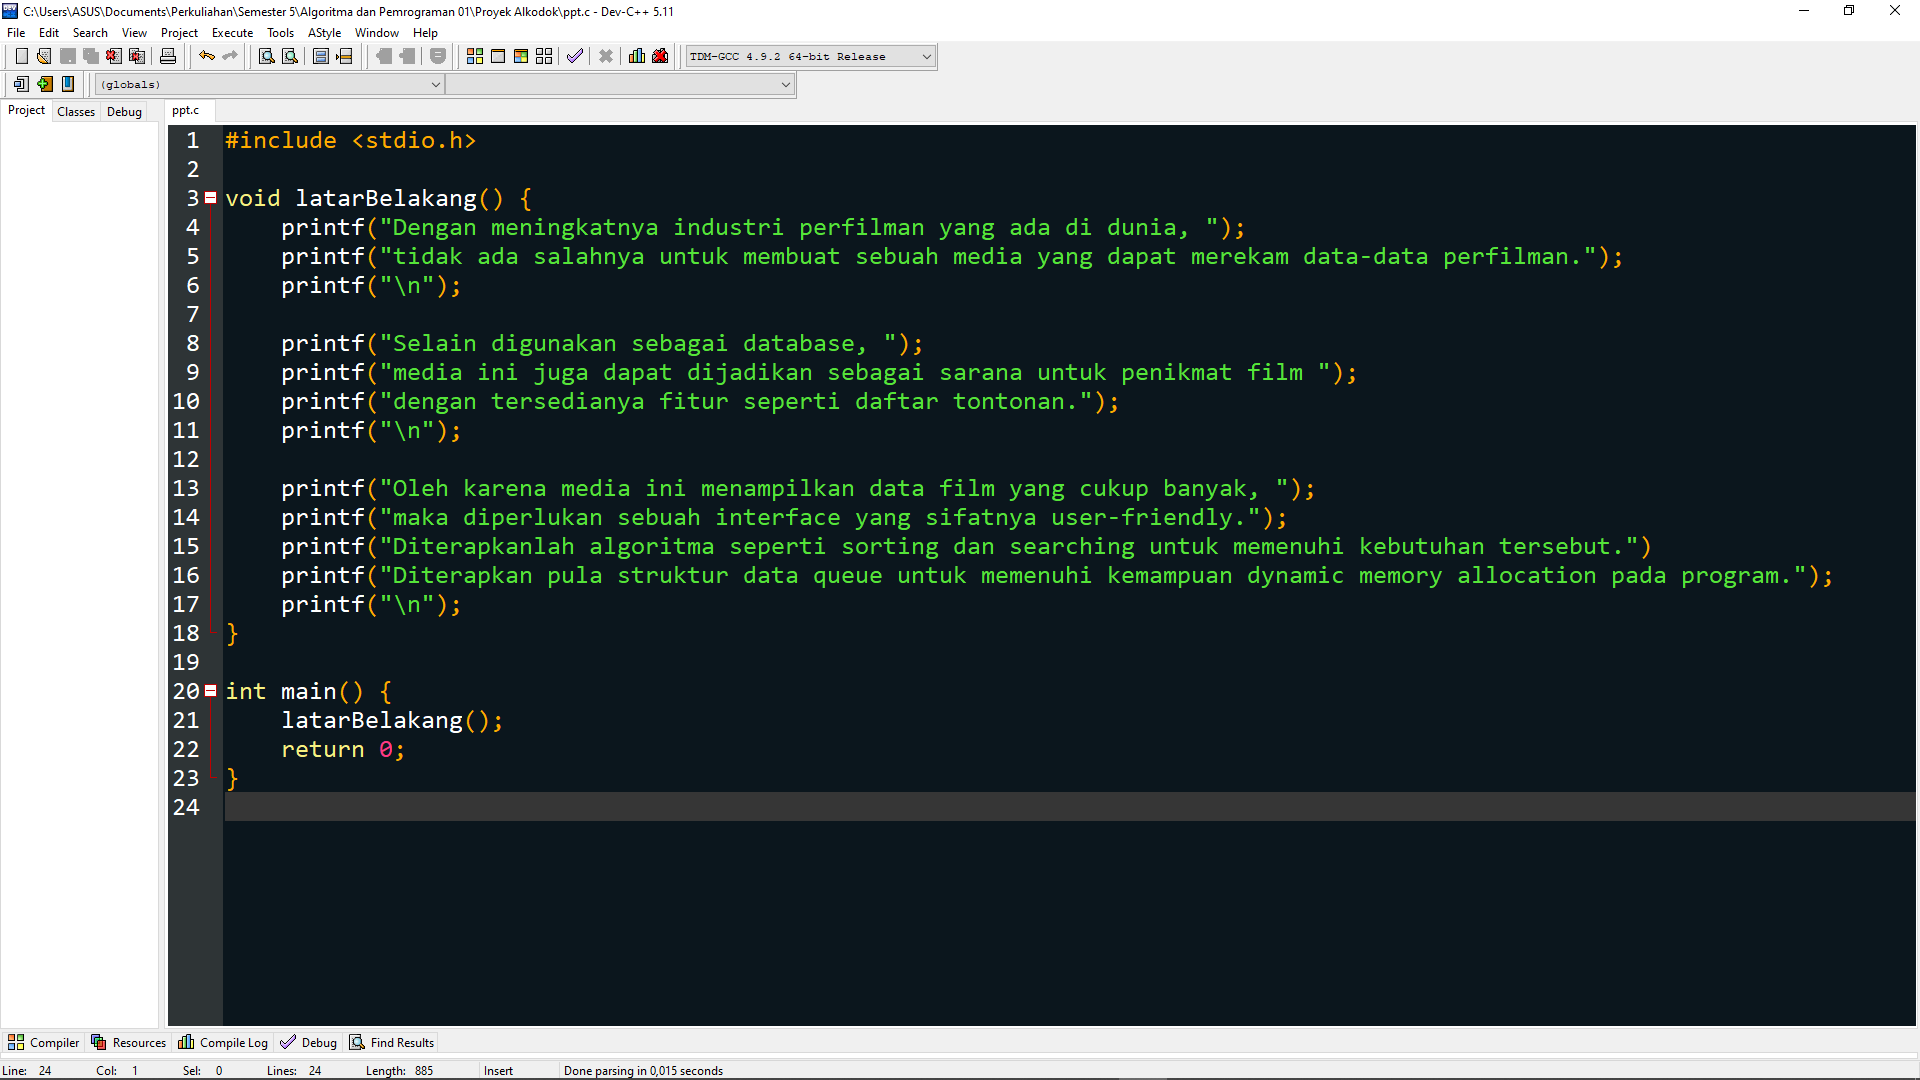 C:\Users\ASUS\Documents\Perkuliahan\Semester 5\Algoritma dan Pemrograman 01\Proyek Alkodok\ppt.c - Dev-C++ 5.11
File Edit Search View Project Execute Tools AStyle Window Help
TDM-GCC 4.9.2 64-bit Release
(globals)
Project Classes Debug ppt.c
1 #include <stdio.h>
2
3 void latarBelakang() {
4     printf("Dengan meningkatnya industri perfilman yang ada di dunia, ");
5     printf("tidak ada salahnya untuk membuat sebuah media yang dapat merekam data-data perfilman.");
6     printf("\n");
7
8     printf("Selain digunakan sebagai database, ");
9     printf("media ini juga dapat dijadikan sebagai sarana untuk penikmat film ");
10     printf("dengan tersedianya fitur seperti daftar tontonan.");
11     printf("\n");
12
13     printf("Oleh karena media ini menampilkan data film yang cukup banyak, ");
14     printf("maka diperlukan sebuah interface yang sifatnya user-friendly.");
15     printf("Diterapkanlah algoritma seperti sorting dan searching untuk memenuhi kebutuhan tersebut.")
16     printf("Diterapkan pula struktur data queue untuk memenuhi kemampuan dynamic memory allocation pada program.");
17     printf("\n");
18 }
19
20 int main() {
21     latarBelakang();
22     return 0;
23 }
24
Compiler Resources Compile Log Debug Find Results
Line: 24 Col: 1 Sel: 0 Lines: 24 Length: 885 Insert Done parsing in 0,015 seconds